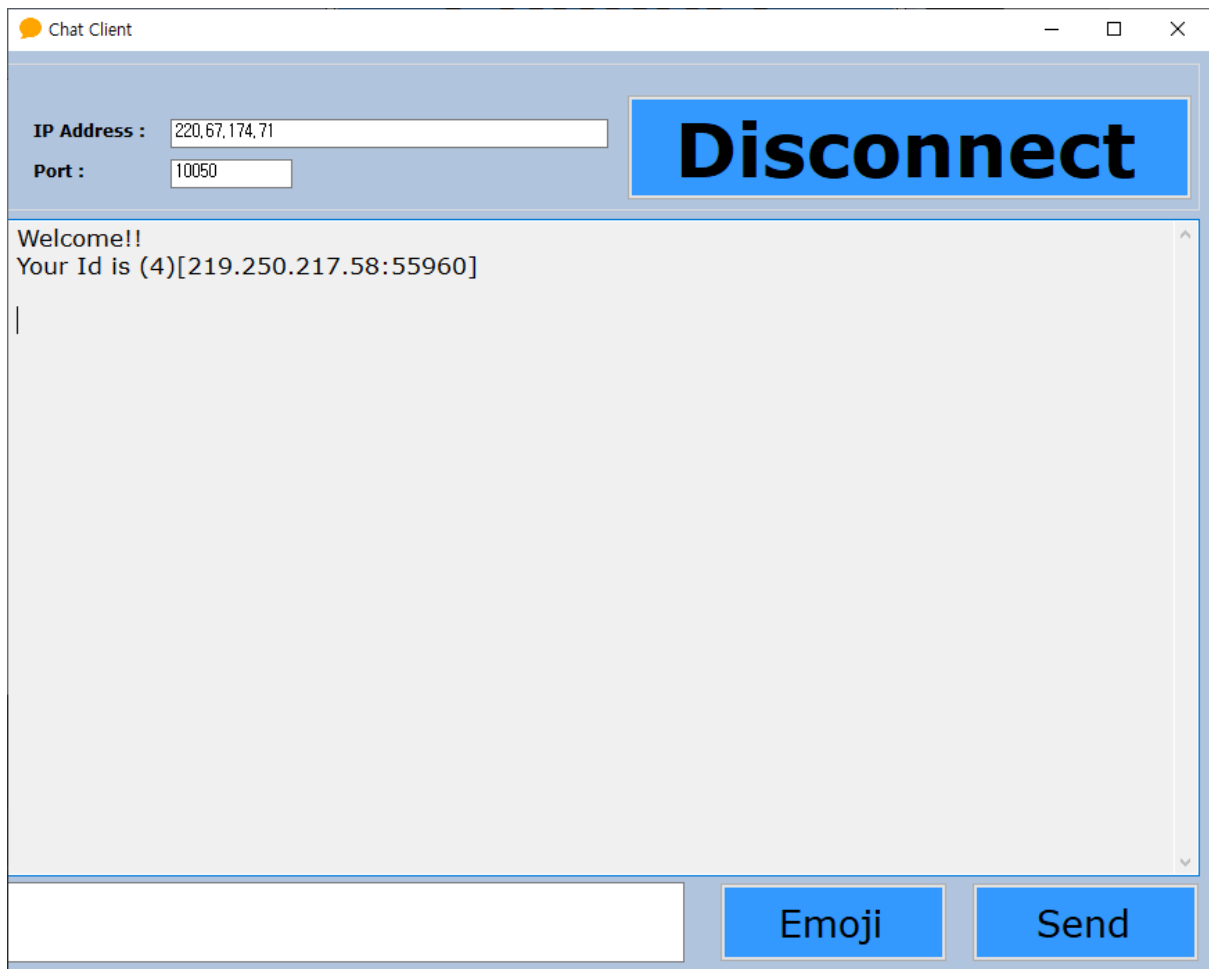 Chat Client
IP Address : 220,67,174,71
Disconnect
Port : 10050
Welcome!!
Your Id is (4)[219.250.217.58:55960]
Emoji
Send